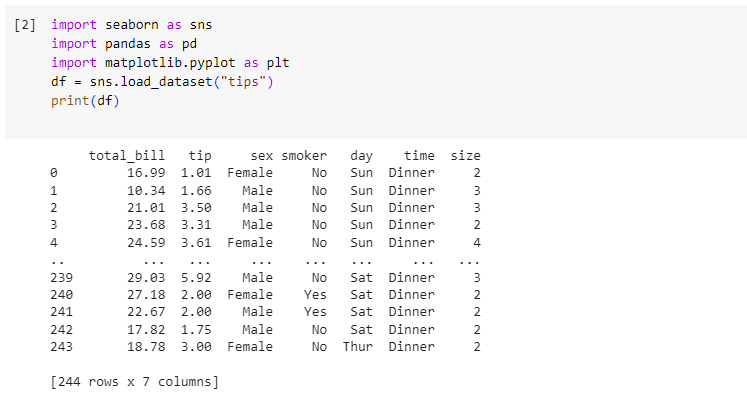 [2] import seaborn as sns
import pandas as pd
import matplotlib.pyplot as plt
df = sns.load_dataset("tips")
print(df)
     total_bill   tip     sex smoker   day    time  size
0         16.99  1.01  Female     No   Sun  Dinner     2
1         10.34  1.66    Male     No   Sun  Dinner     3
2         21.01  3.50    Male     No   Sun  Dinner     3
3         23.68  3.31    Male     No   Sun  Dinner     2
4         24.59  3.61  Female     No   Sun  Dinner     4
..          ...   ...     ...    ...   ...     ...   ...
239       29.03  5.92    Male     No   Sat  Dinner     3
240       27.18  2.00  Female    Yes   Sat  Dinner     2
241       22.67  2.00    Male    Yes   Sat  Dinner     2
242       17.82  1.75    Male     No   Sat  Dinner     2
243       18.78  3.00  Female     No  Thur  Dinner     2
[244 rows x 7 columns]